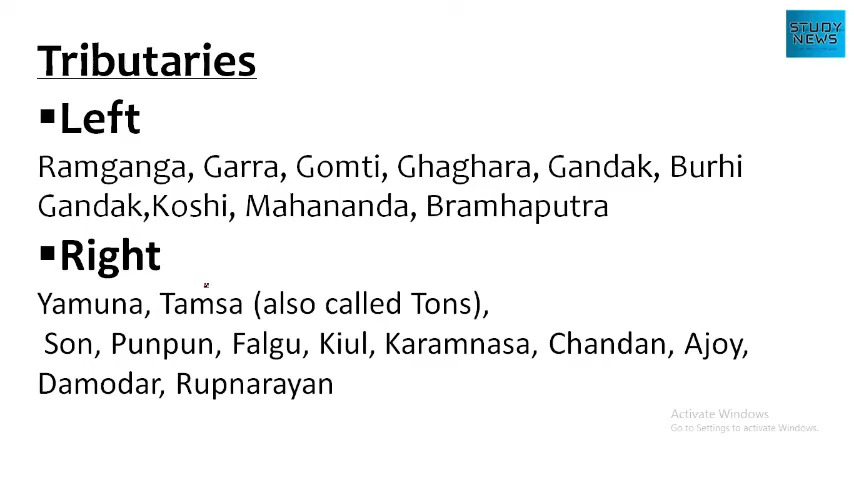 STUDY
NEWS
Tributaries
▪Left
Ramganga, Garra, Gomti, Ghaghara, Gandak, Burhi
Gandak,Koshi, Mahananda, Bramhaputra
▪Right
Yamuna, Tamsa (also called Tons),
Son, Punpun, Falgu, Kiul, Karamnasa, Chandan, Ajoy,
Damodar, Rupnarayan
Activate Windows
Go to Settings to activate Windows.